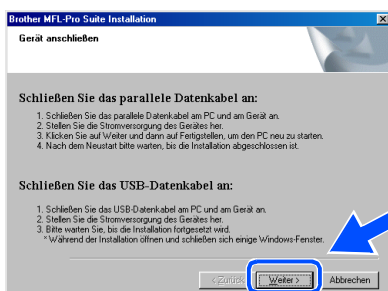 Brother MFL-Pro Suite Installation
Gerät anschließen
Schließen Sie das parallele Datenkabel an:
1. Schließen Sie das parallele Datenkabel am PC und am Gerät an.
2. Stellen Sie die Stromversorgung des Gerätes her.
3. Klicken Sie auf Weiter und dann auf Fertigstellen, um den PC neu zu starten.
4. Nach dem Neustart bitte warten, bis die Installation abgeschlossen ist.
Schließen Sie das USB-Datenkabel an:
1. Schließen Sie das USB-Datenkabel am PC und am Gerät an.
2. Stellen Sie die Stromversorgung des Gerätes her.
3. Bitte warten Sie, bis die Installation fortgesetzt wird.
* Während der Installation öffnen und schließen sich einige Windows-Fenster.
< Zurück Weiter > Abbrechen